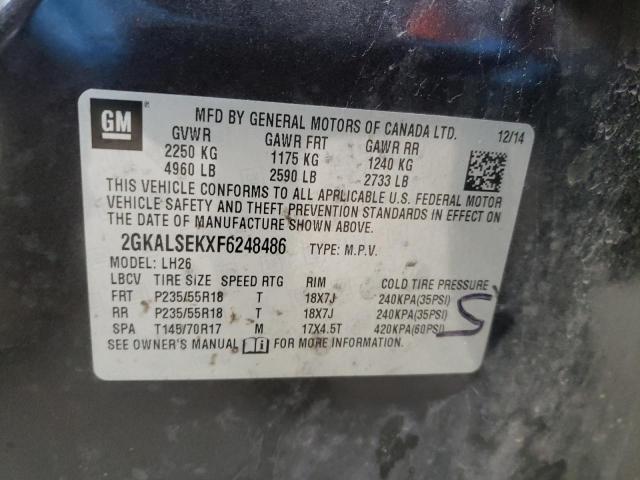 GM ®
MFD BY GENERAL MOTORS OF CANADA LTD. 12/14
GVWR GAWR FRT GAWR RR
2250 KG 1175 KG 1240 KG
4960 LB 2590 LB 2733 LB
THIS VEHICLE CONFORMS TO ALL APPLICABLE U.S. FEDERAL MOTOR
VEHICLE SAFETY AND THEFT PREVENTION STANDARDS IN EFFECT ON
THE DATE OF MANUFACTURE SHOWN ABOVE.
2GKALSEKXF6248486 TYPE: M.P.V.
MODEL: LH26
LBCV TIRE SIZE SPEED RTG RIM COLD TIRE PRESSURE
FRT P235/55R18 T 18X7J 240KPA(35PSI)
RR P235/55R18 T 18X7J 240KPA(35PSI)
SPA T145/70R17 M 17X4.5T 420KPA(60PSI)
SEE OWNER'S MANUAL FOR MORE INFORMATION.